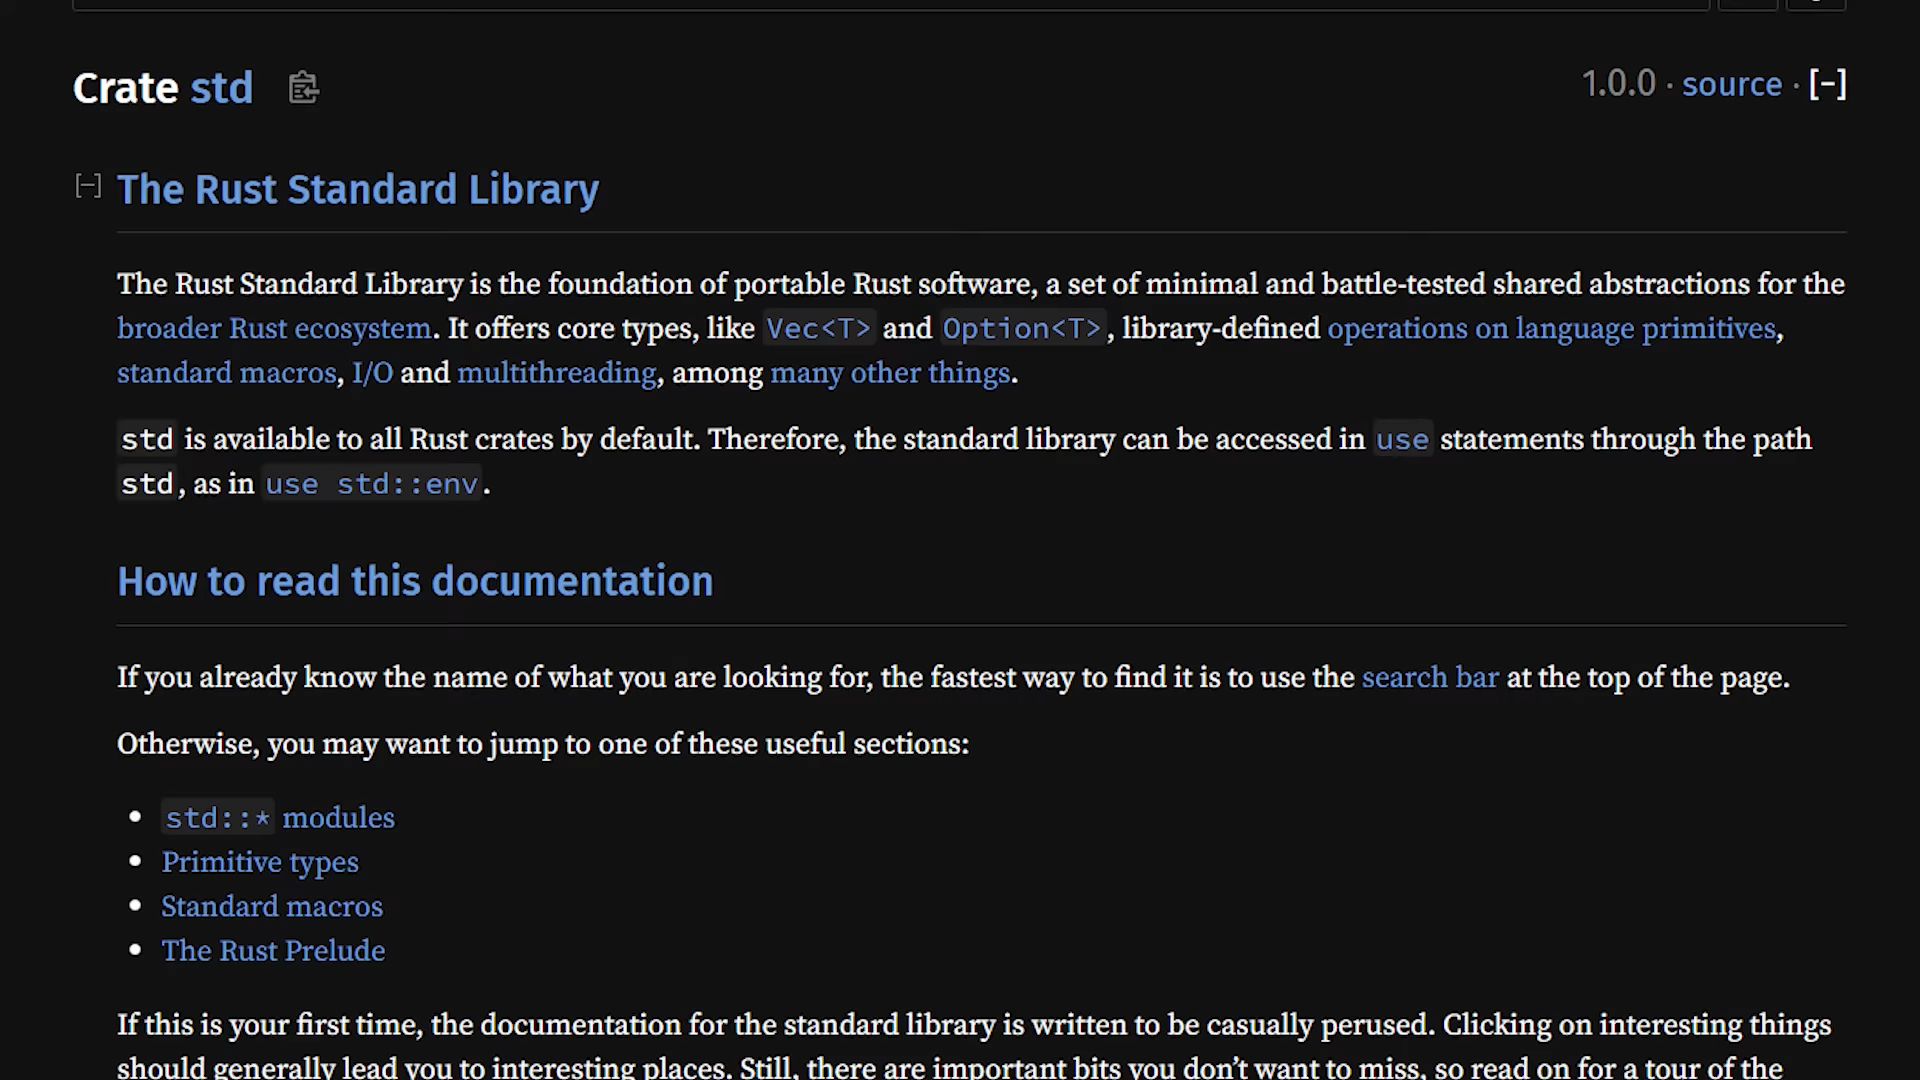 Crate std
1.0.0 · source · [−]
[−] The Rust Standard Library
The Rust Standard Library is the foundation of portable Rust software, a set of minimal and battle-tested shared abstractions for the
broader Rust ecosystem. It offers core types, like Vec<T> and Option<T>, library-defined operations on language primitives,
standard macros, I/O and multithreading, among many other things.
std is available to all Rust crates by default. Therefore, the standard library can be accessed in use statements through the path
std, as in use std::env.
How to read this documentation
If you already know the name of what you are looking for, the fastest way to find it is to use the search bar at the top of the page.
Otherwise, you may want to jump to one of these useful sections:
• std::* modules
• Primitive types
• Standard macros
• The Rust Prelude
If this is your first time, the documentation for the standard library is written to be casually perused. Clicking on interesting things
should generally lead you to interesting places. Still, there are important bits you don’t want to miss, so read on for a tour of the